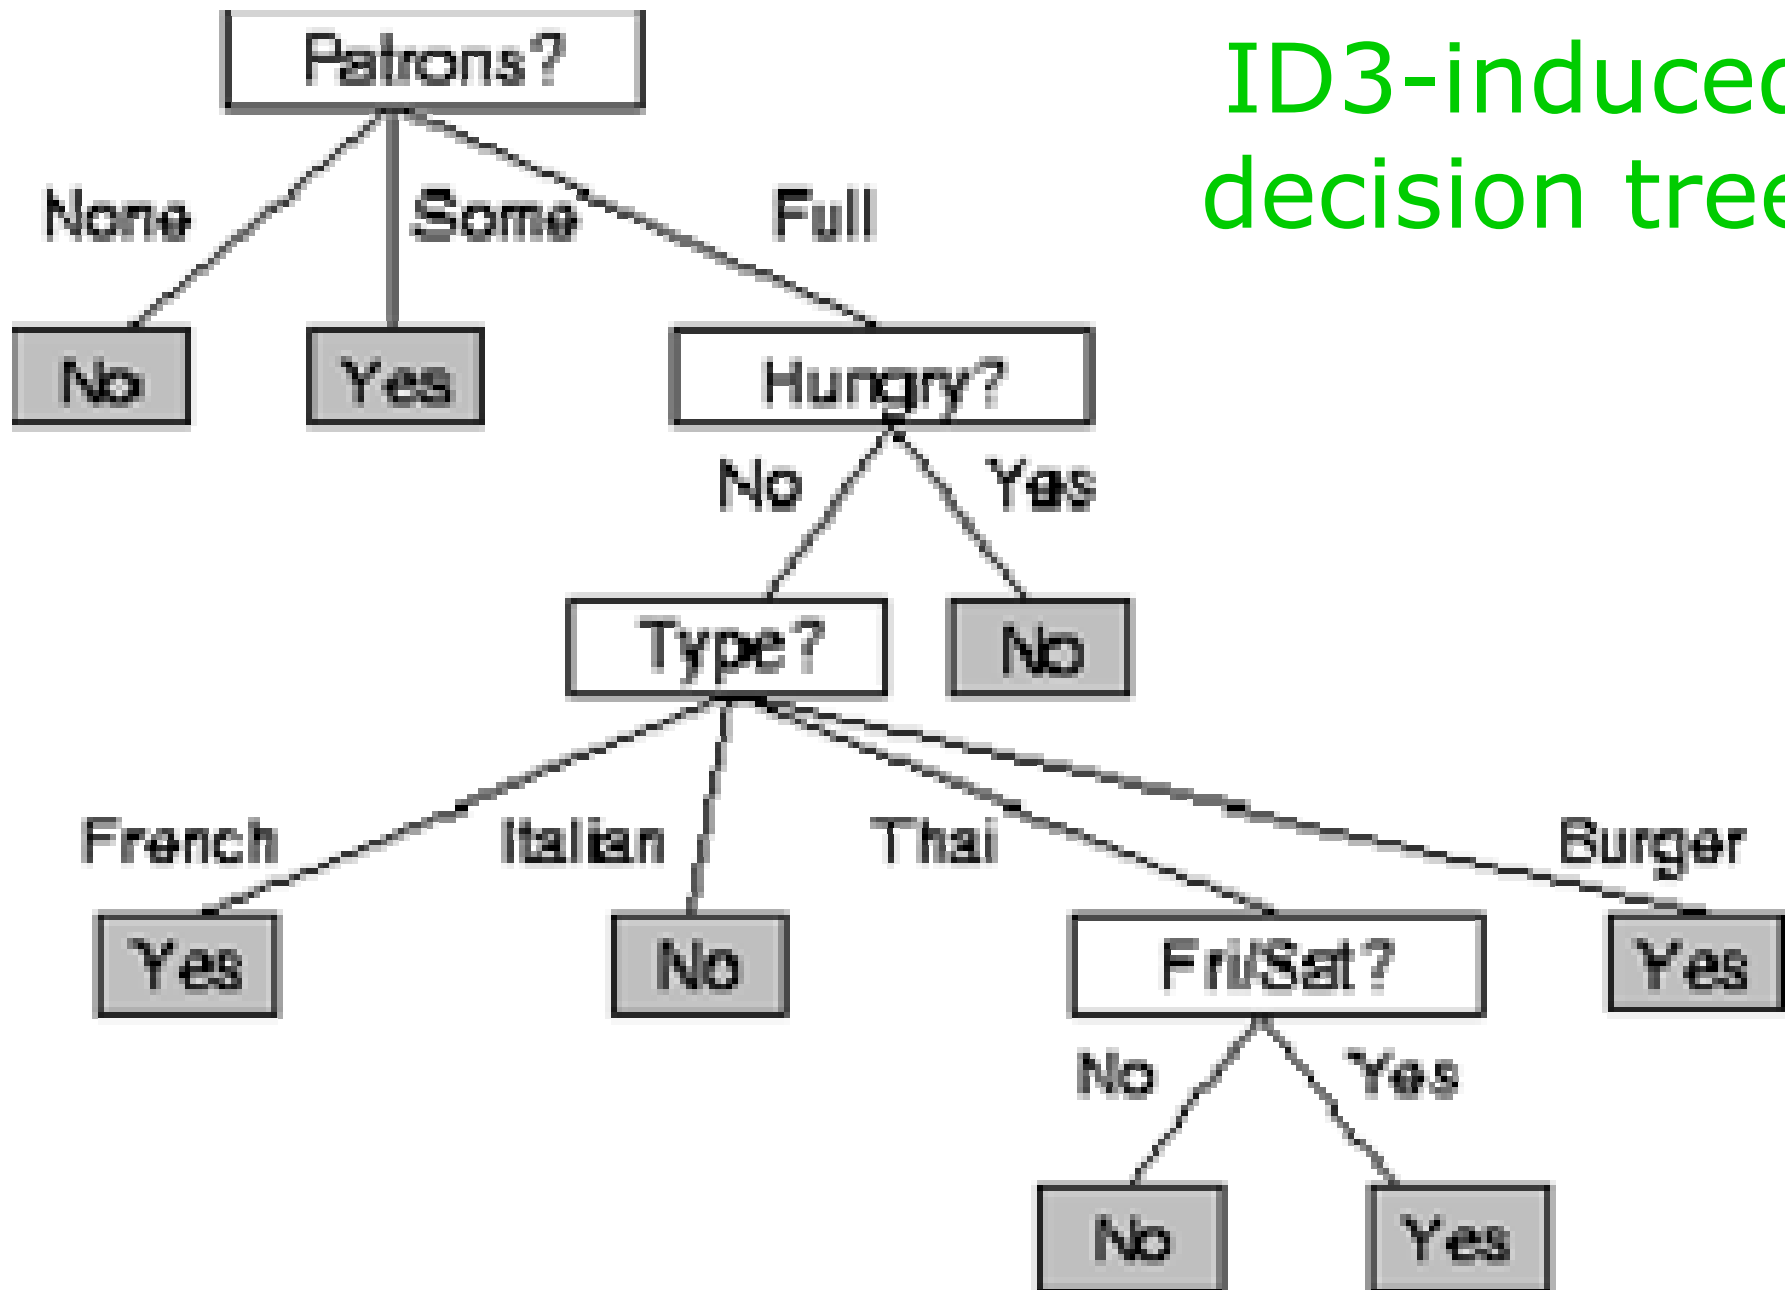 Patrons?
ID3-induced
decision tree
None Some Full
No Yes Hungry?
No Yes
Type? No
French Italian Thai Burger
Yes No Fri/Sat? Yes
No Yes
No Yes